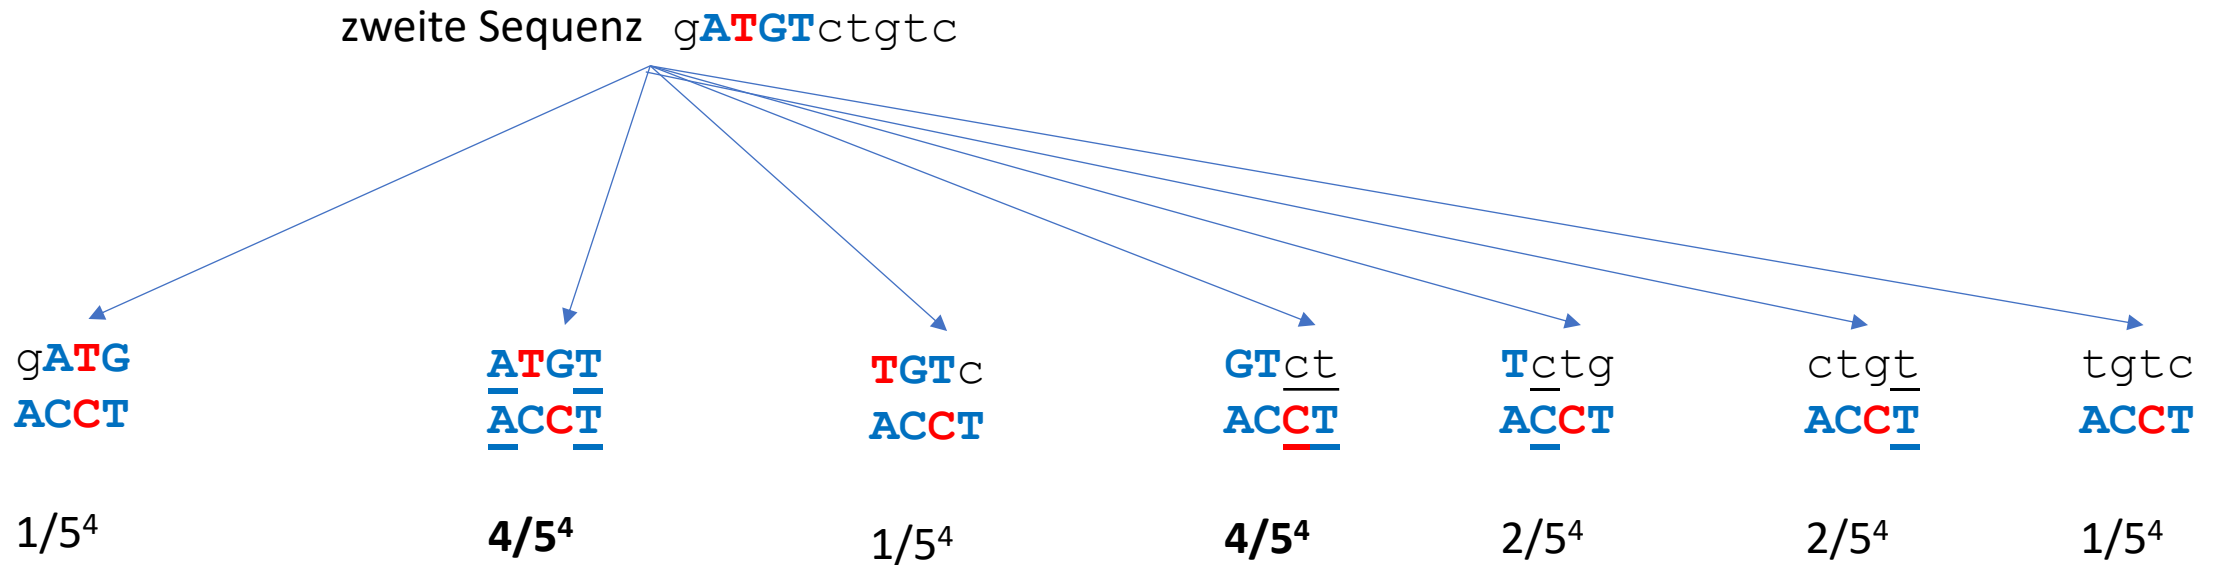 zweite Sequenz gATGTctgtc
gATG ATGT TGTc GTct Tctg ctgt tgtc
ACCT ACCT ACCT ACCT ACCT ACCT ACCT
1/5⁴ 4/5⁴ 1/5⁴ 4/5⁴ 2/5⁴ 2/5⁴ 1/5⁴